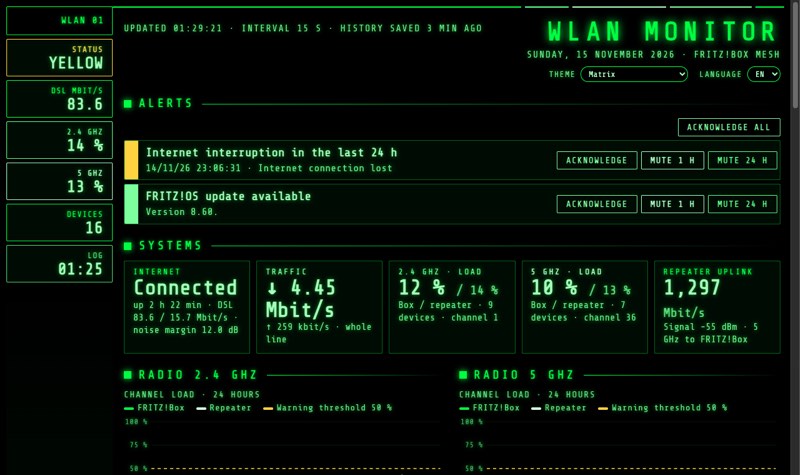 WLAN 01
STATUS
YELLOW
DSL MBIT/S
83.6
2.4 GHZ
14 %
5 GHZ
13 %
DEVICES
16
LOG
01:25
UPDATED 01:29:21 · INTERVAL 15 S · HISTORY SAVED 3 MIN AGO
WLAN MONITOR
SUNDAY, 15 NOVEMBER 2026 · FRITZ!BOX MESH
THEME Matrix LANGUAGE EN
ALERTS
ACKNOWLEDGE ALL
Internet interruption in the last 24 h
14/11/26 23:06:31 · Internet connection lost
ACKNOWLEDGE MUTE 1 H MUTE 24 H
FRITZ!OS update available
Version 8.60.
ACKNOWLEDGE MUTE 1 H MUTE 24 H
SYSTEMS
INTERNET
Connected
up 2 h 22 min · DSL
83.6 / 15.7 Mbit/s ·
noise margin 12.0 dB
TRAFFIC
↓ 4.45
Mbit/s
↑ 259 kbit/s · whole
line
2.4 GHZ · LOAD
12 % / 14 %
Box / repeater · 9
devices · channel 1
5 GHZ · LOAD
10 % / 13 %
Box / repeater · 7
devices · channel 36
REPEATER UPLINK
1,297
Mbit/s
Signal -55 dBm · 5
GHz to FRITZ!Box
RADIO 2.4 GHZ
CHANNEL LOAD · 24 HOURS
FRITZ!Box Repeater Warning threshold 50 %
100 %
75 %
50 %
RADIO 5 GHZ
CHANNEL LOAD · 24 HOURS
FRITZ!Box Repeater Warning threshold 50 %
100 %
75 %
50 %